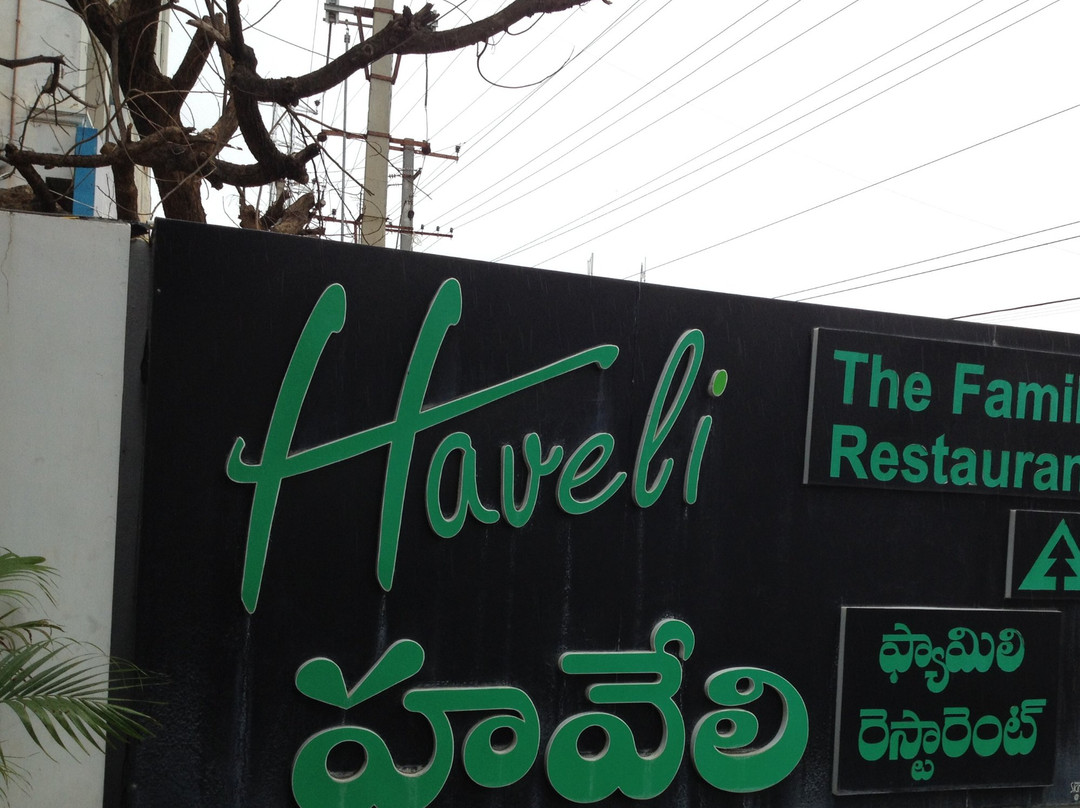 Haveli
The Famil
Restauran
హావేలి
ఫ్యామిలి
రెస్టారెంట్